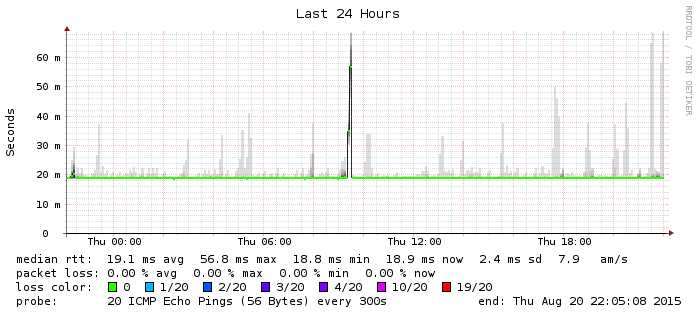 Last 24 Hours
RRDTOOL / TOBI OETIKER
Seconds
60 m
50 m
40 m
30 m
20 m
10 m
0
Thu 00:00 Thu 06:00 Thu 12:00 Thu 18:00
median rtt: 19.1 ms avg 56.8 ms max 18.8 ms min 18.9 ms now 2.4 ms sd 7.9 am/s
packet loss: 0.00 % avg 0.00 % max 0.00 % min 0.00 % now
loss color: 0 1/20 2/20 3/20 4/20 10/20 19/20
probe: 20 ICMP Echo Pings (56 Bytes) every 300s end: Thu Aug 20 22:05:08 2015